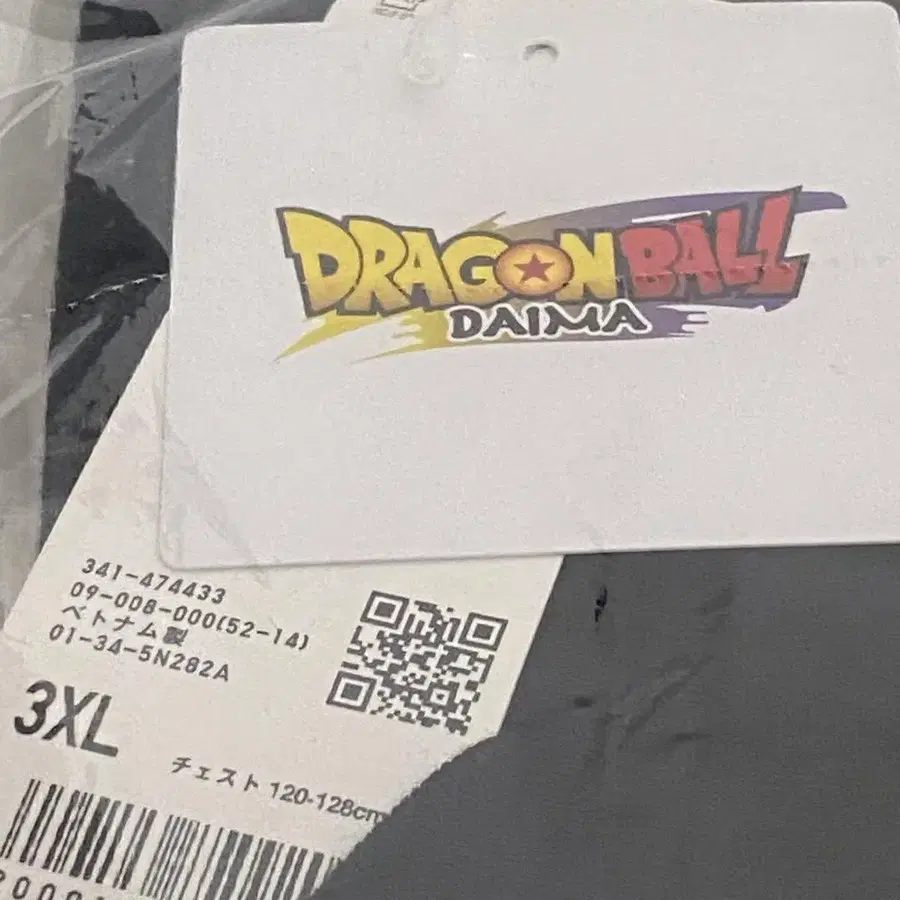 DRAGON BALL
DAIMA
341-474433
09-008-000(52-14)
ベトナム製
01-34-5N282A
3XL
チェスト 120-128cm